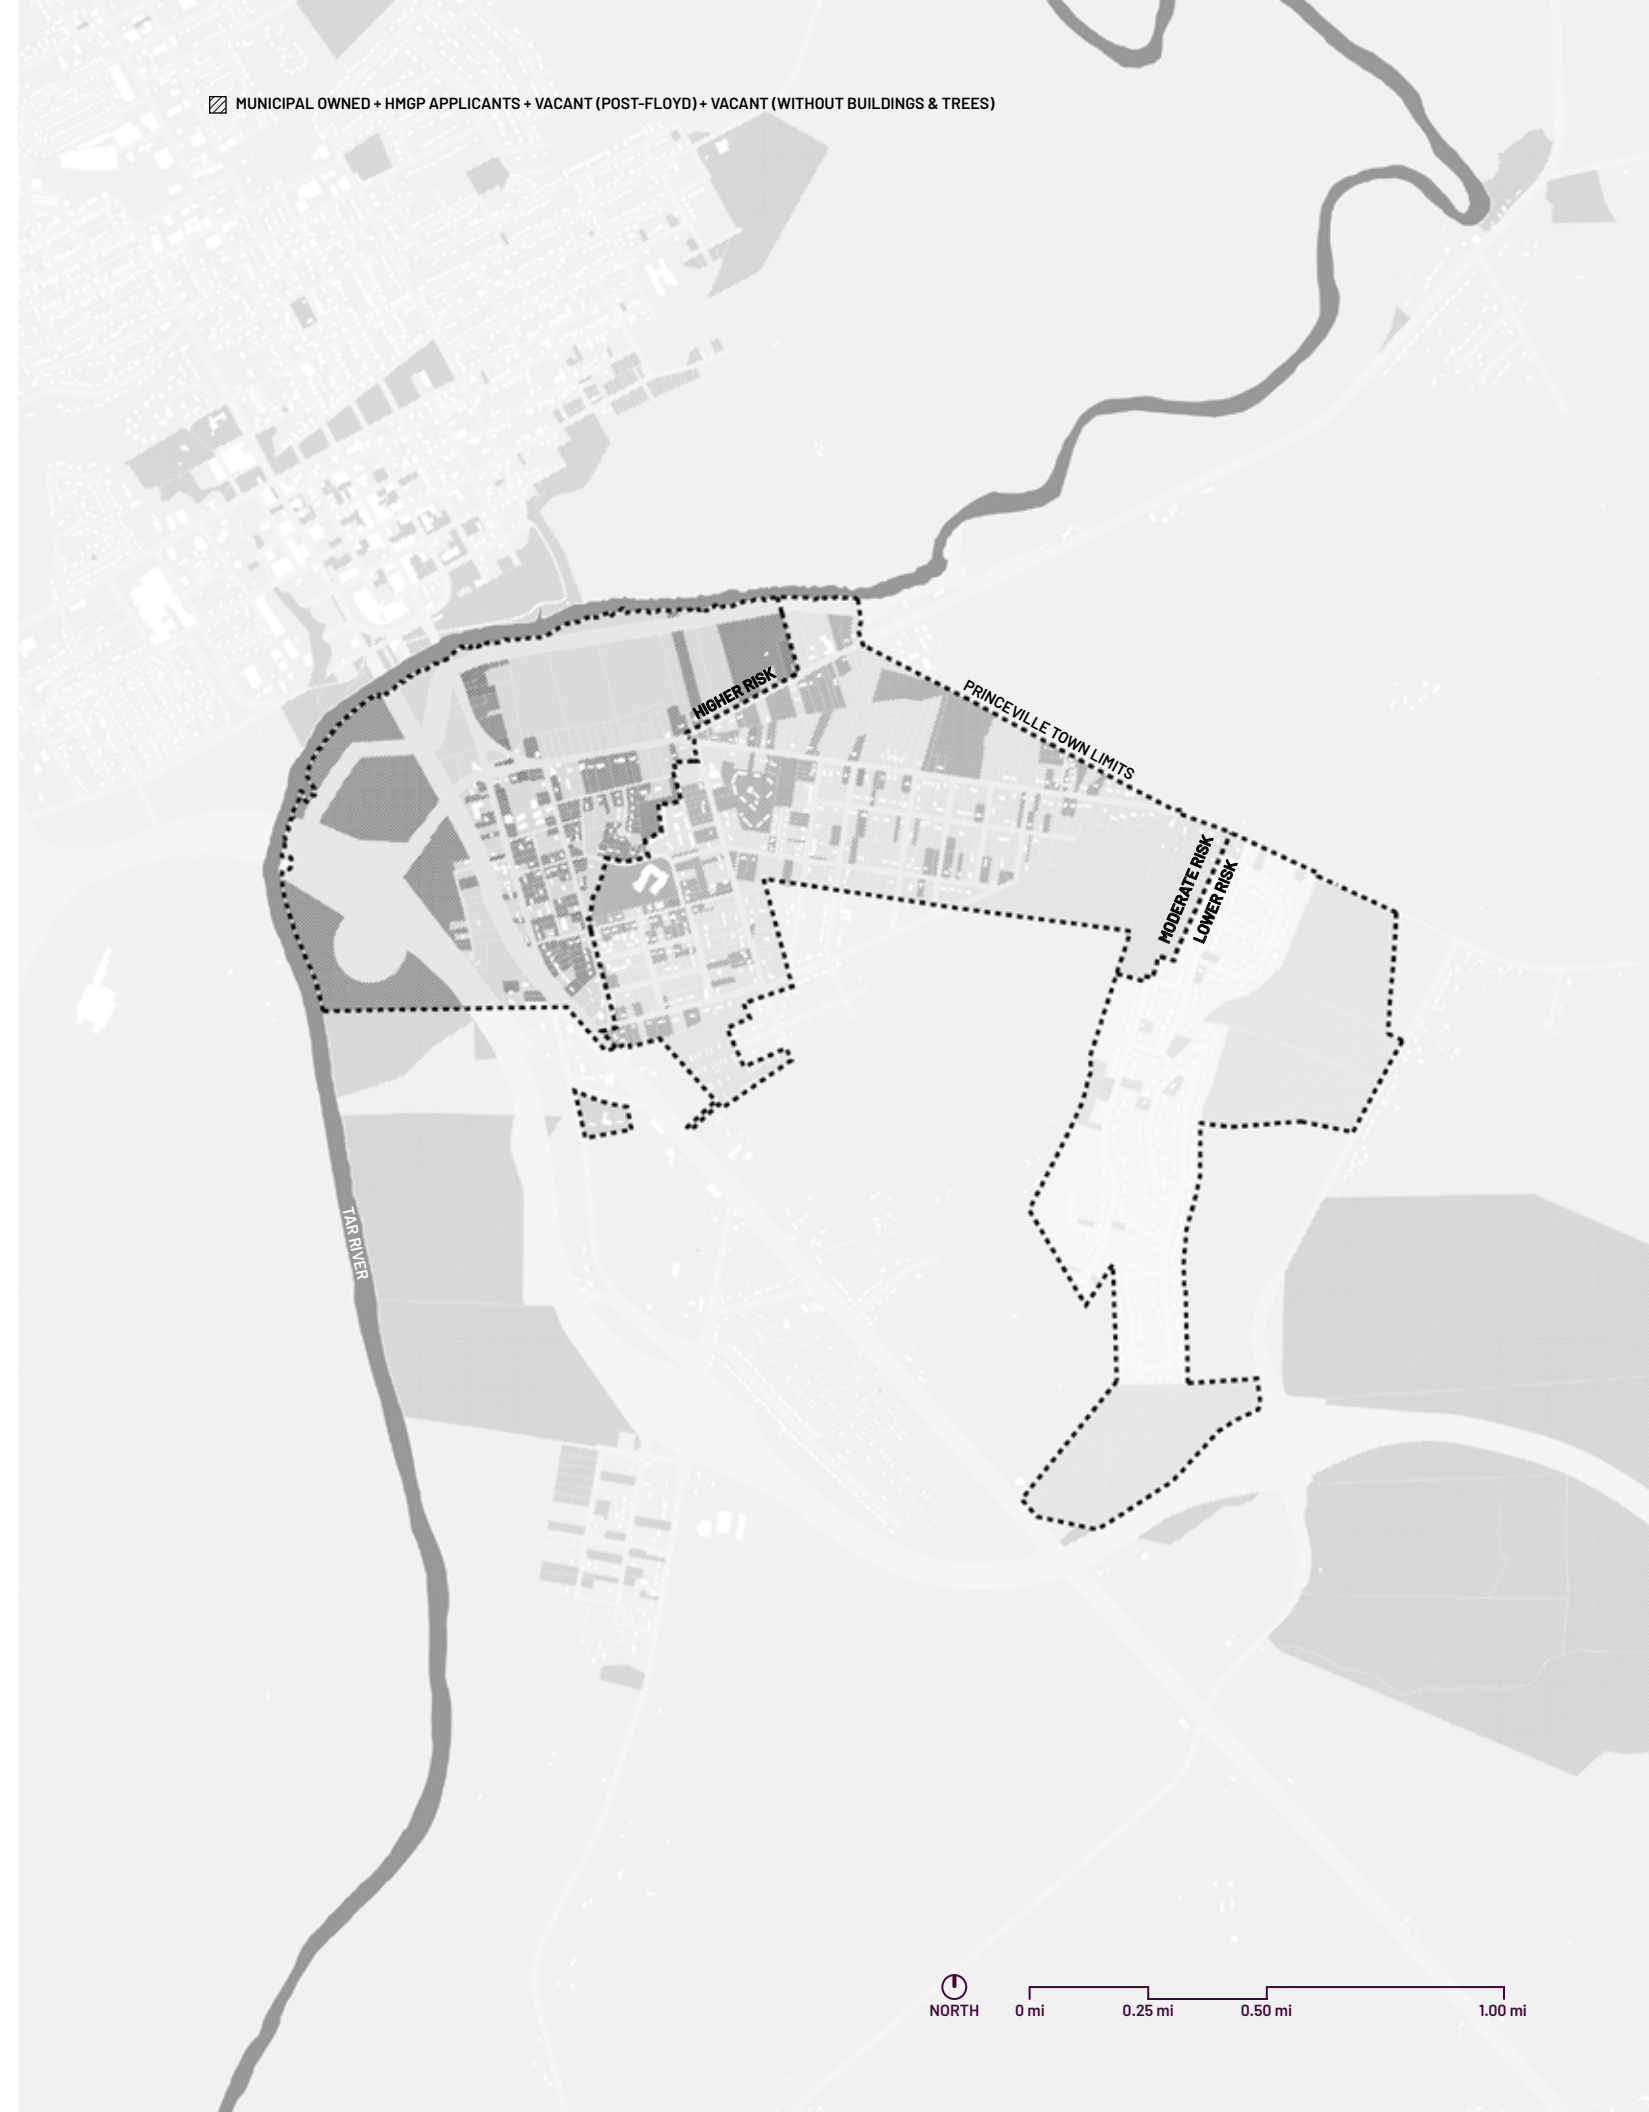 MUNICIPAL OWNED + HMGP APPLICANTS + VACANT (POST-FLOYD) + VACANT (WITHOUT BUILDINGS & TREES)
HIGHER RISK
PRINCEVILLE TOWN LIMITS
MODERATE RISK
LOWER RISK
TAR RIVER
NORTH
0 mi
0.25 mi
0.50 mi
1.00 mi